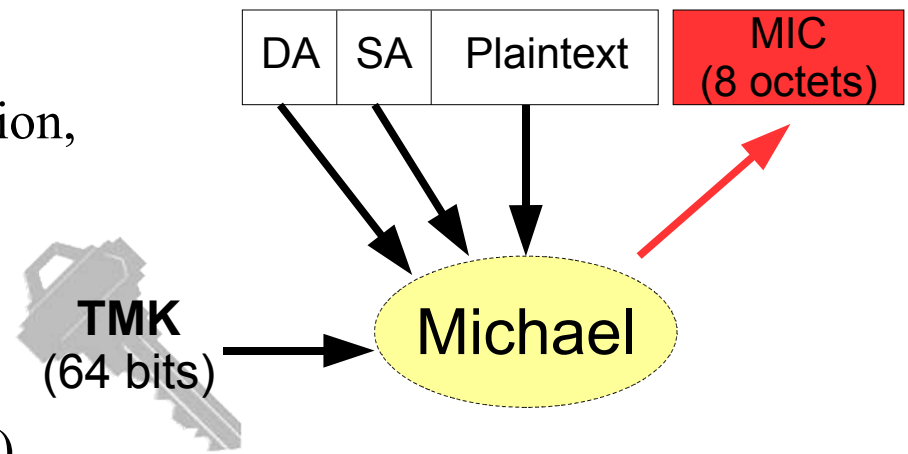 DA SA Plaintext MIC
(8 octets)
ion,
TMK
(64 bits)
Michael
)